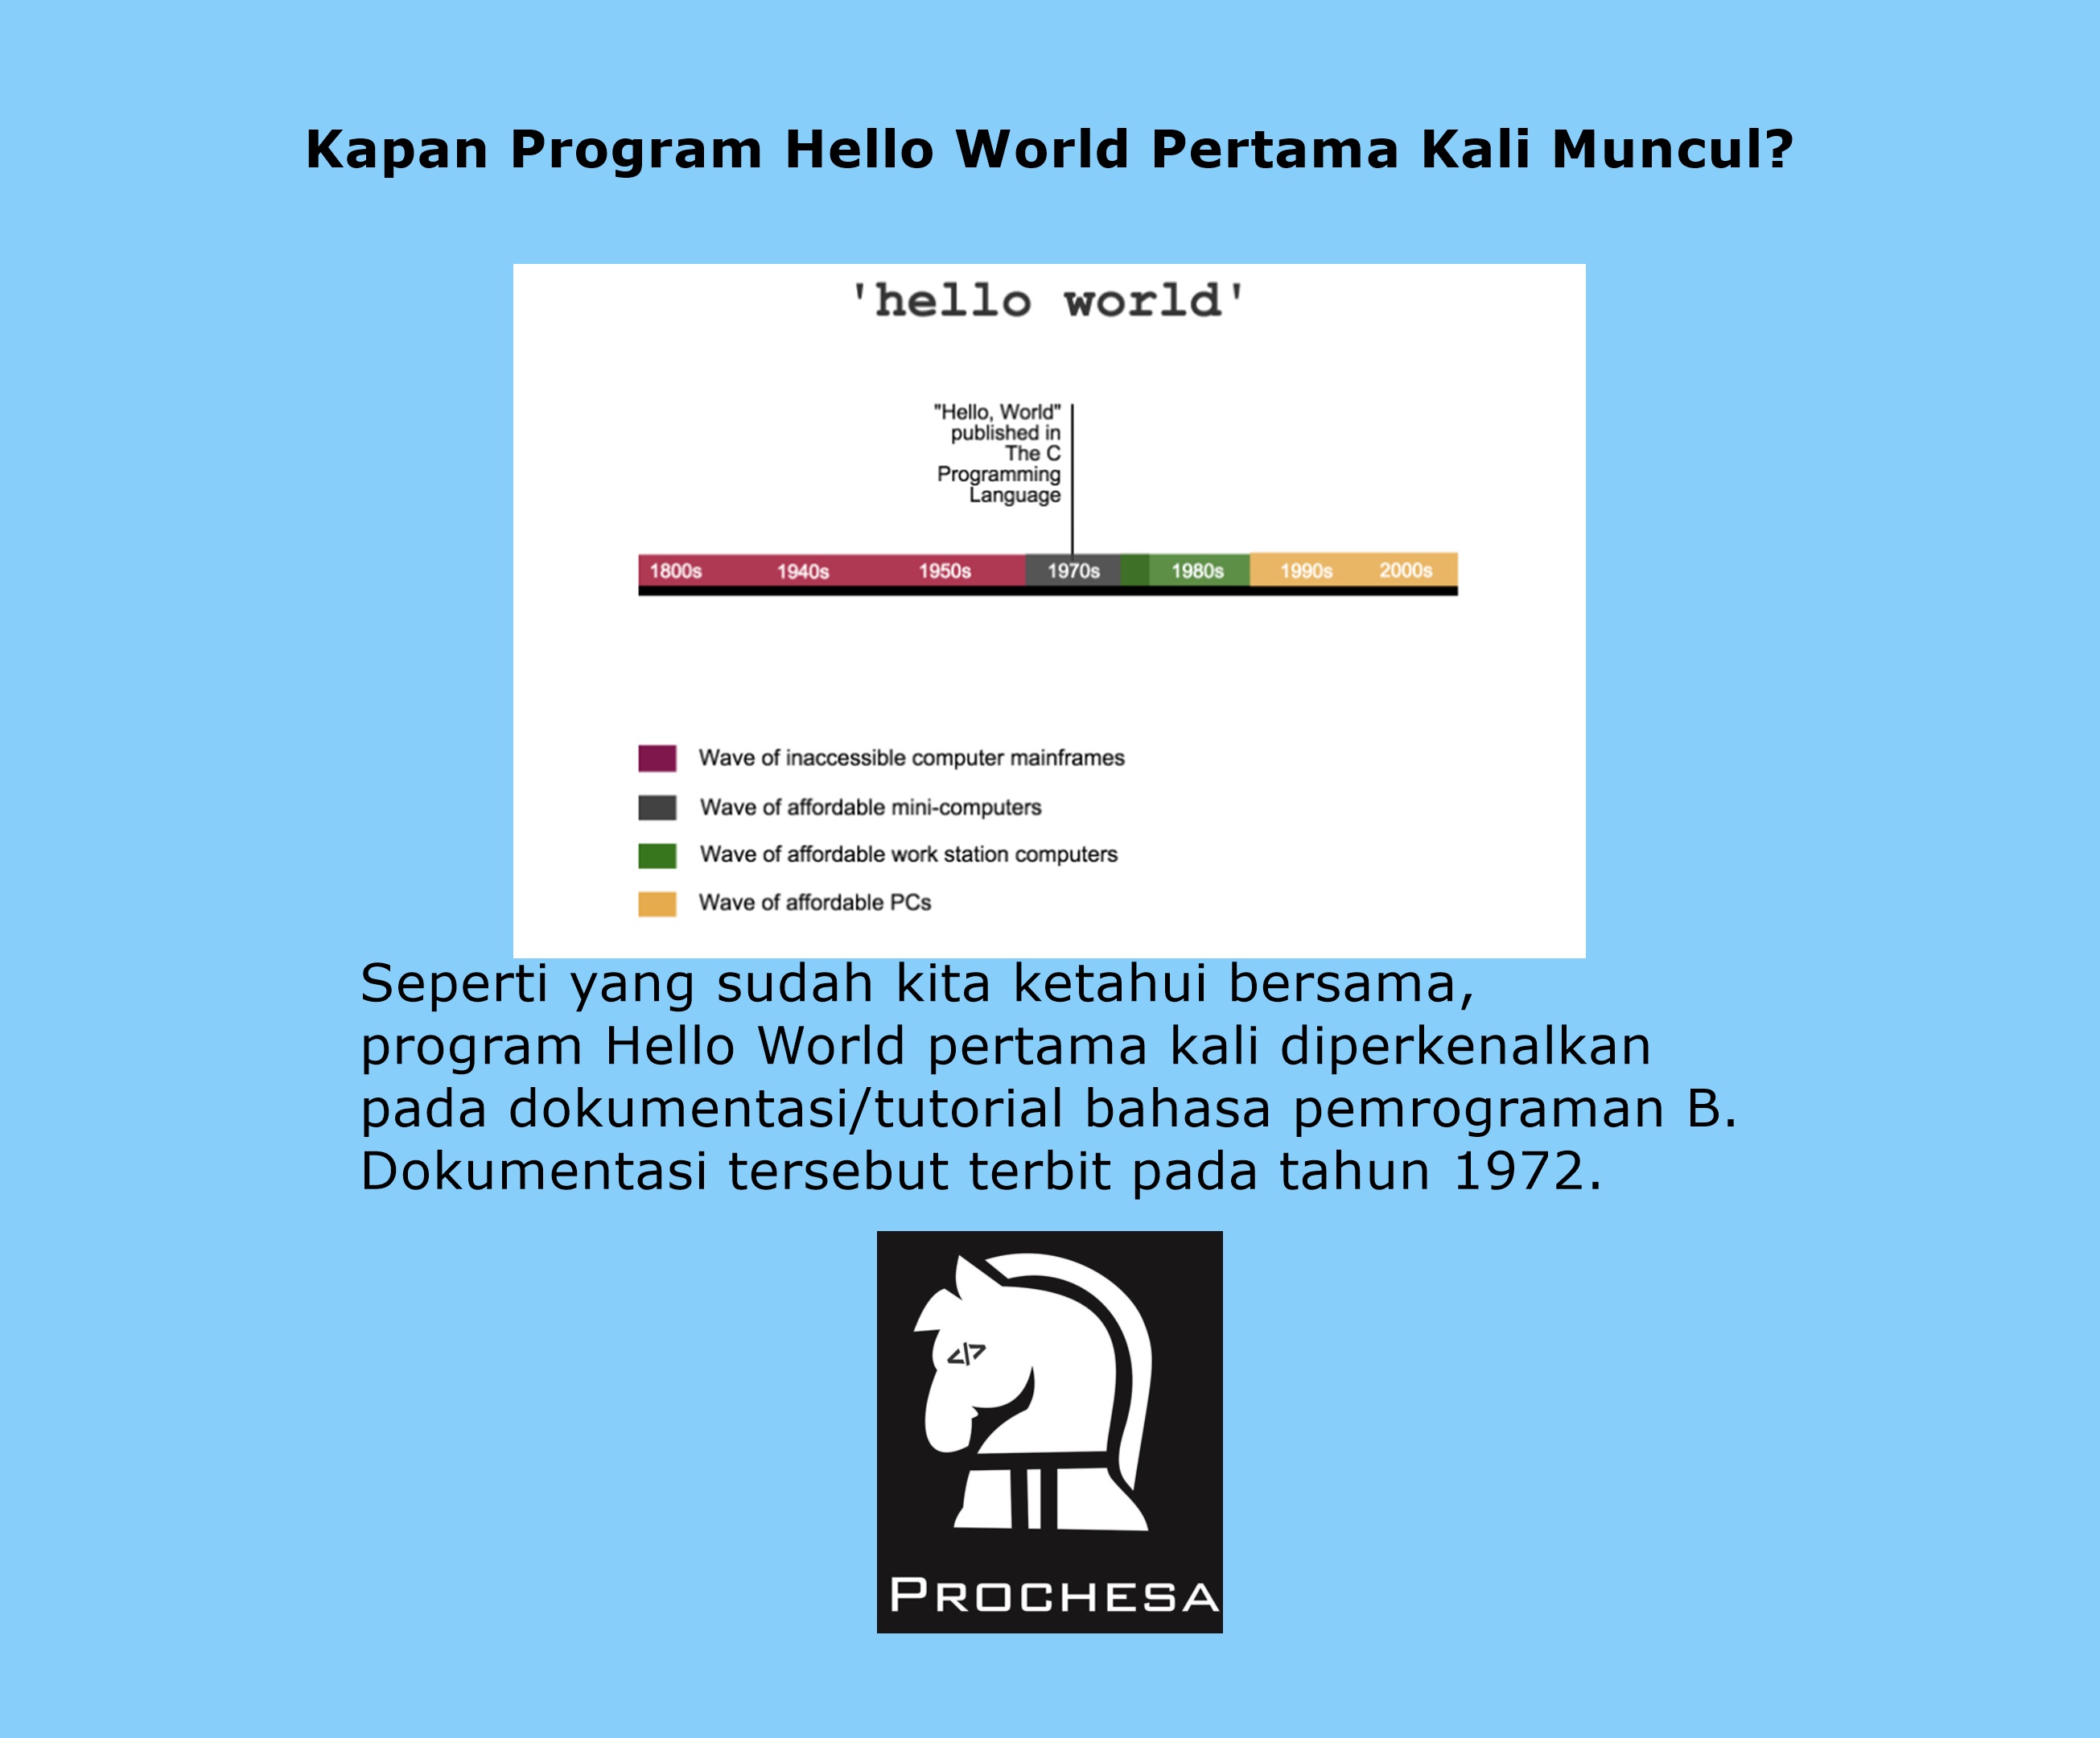 Kapan Program Hello World Pertama Kali Muncul?
'hello world'
"Hello, World"
published in
The C
Programming
Language
1800s 1940s 1950s 1970s 1980s 1990s 2000s
Wave of inaccessible computer mainframes
Wave of affordable mini-computers
Wave of affordable work station computers
Wave of affordable PCs
Seperti yang sudah kita ketahui bersama,
program Hello World pertama kali diperkenalkan
pada dokumentasi/tutorial bahasa pemrograman B.
Dokumentasi tersebut terbit pada tahun 1972.
</>
PROCHESA